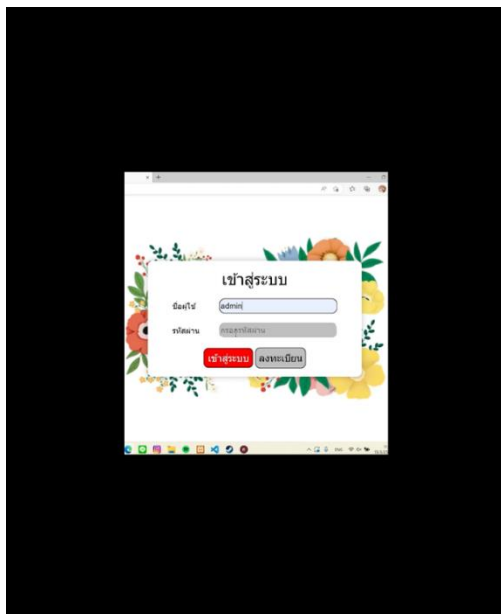 เข้าสู่ระบบ
ชื่อผู้ใช้ admin
รหัสผ่าน กรอกรหัสผ่าน
เข้าสู่ระบบ ลงทะเบียน
ENG